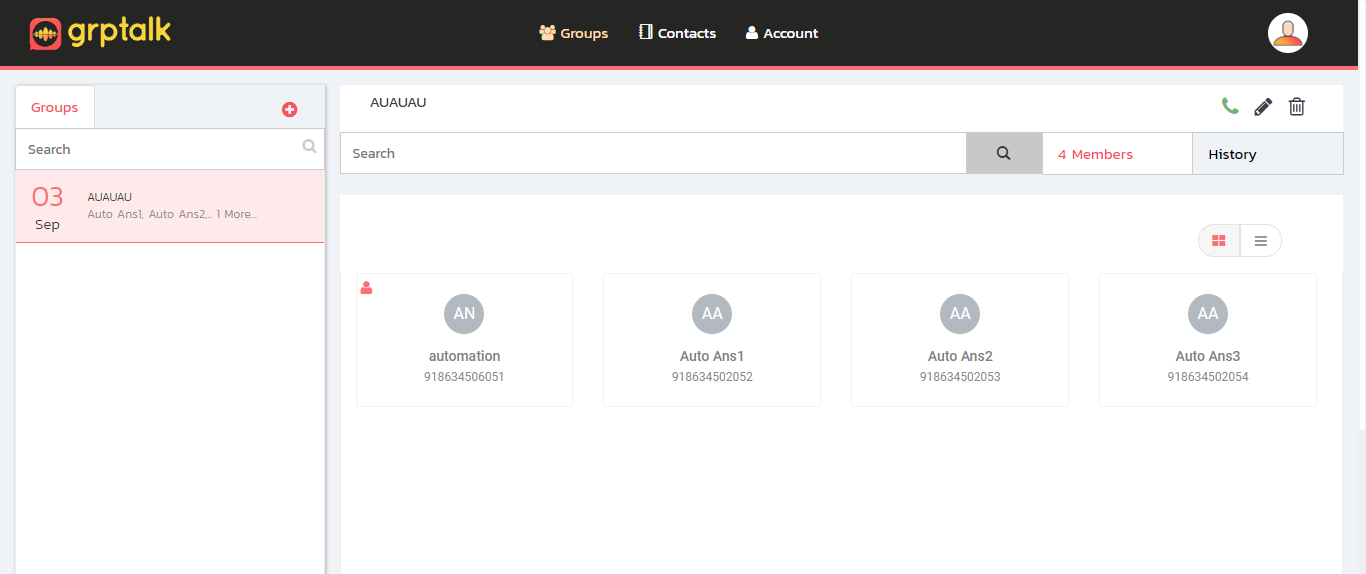 grptalk
Groups Contacts Account
Groups
Search
03
Sep
AUAUAU
Auto Ans1, Auto Ans2,.. 1 More...
AUAUAU
Search
4 Members
History
AN
automation
918634506051
AA
Auto Ans1
918634502052
AA
Auto Ans2
918634502053
AA
Auto Ans3
918634502054